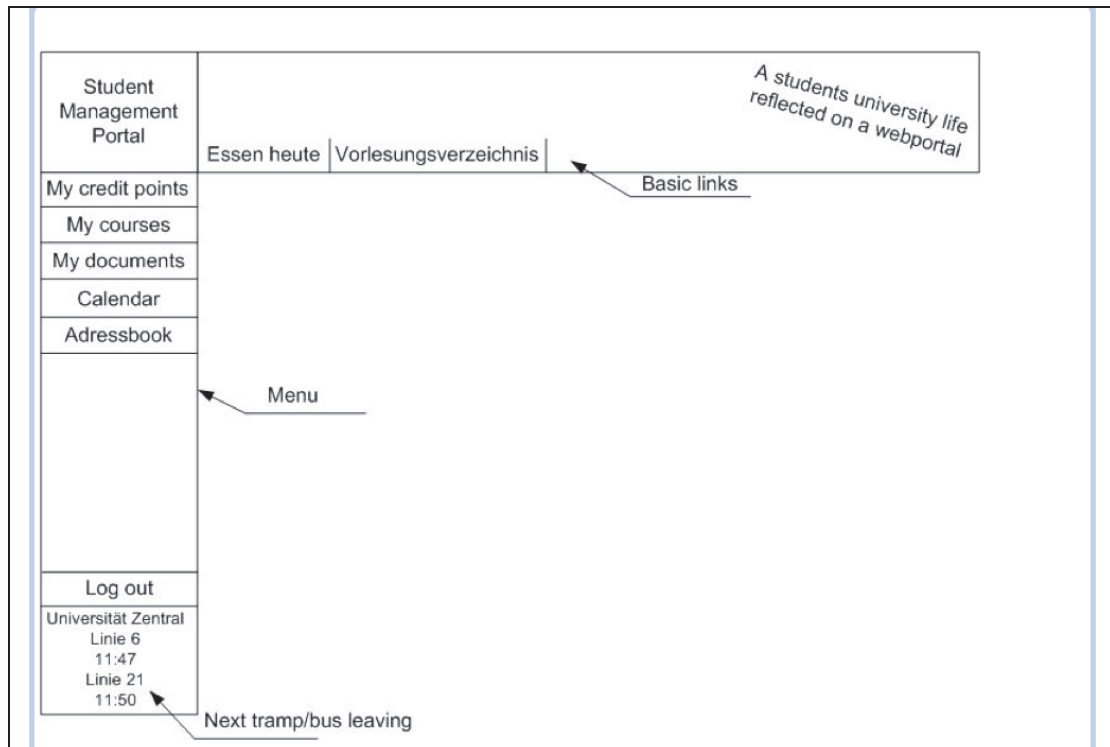 Student
Management
Portal
A students university life
reflected on a webportal
Essen heute
Vorlesungsverzeichnis
Basic links
My credit points
My courses
My documents
Calendar
Adressbook
Menu
Log out
Universität Zentral
Linie 6
11:47
Linie 21
11:50
Next tramp/bus leaving